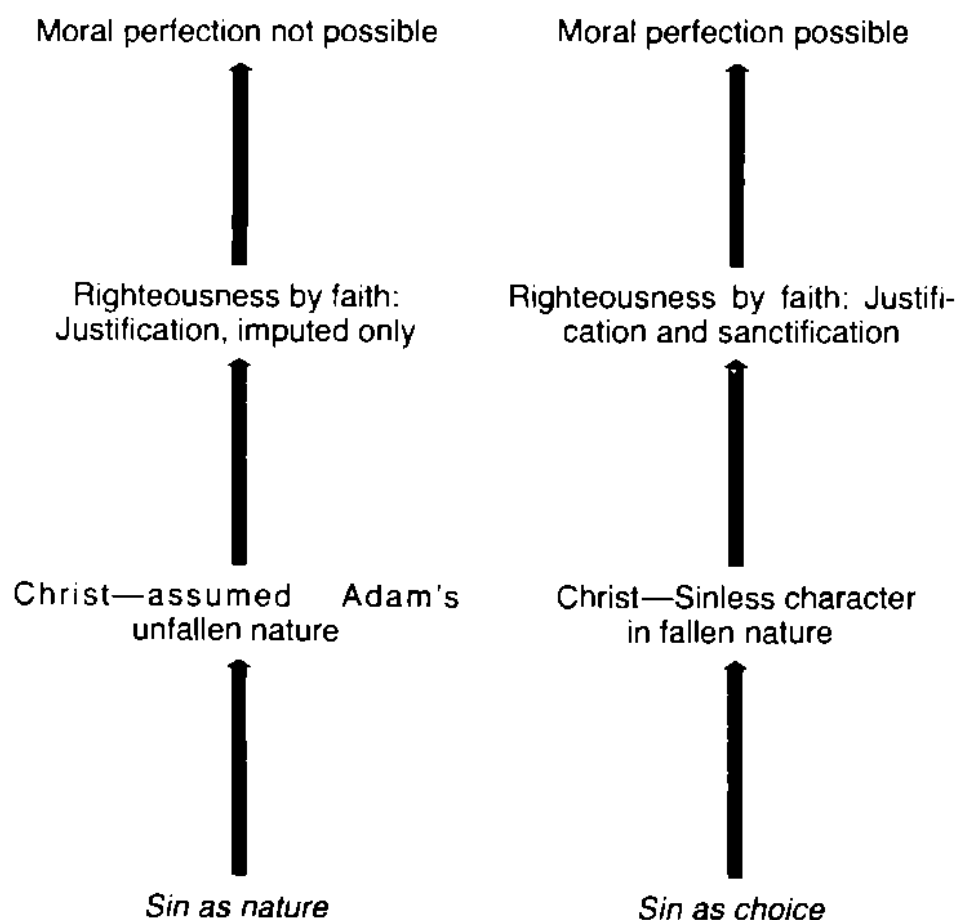 Moral perfection not possible
Moral perfection possible
Righteousness by faith:
Justification, imputed only
Righteousness by faith: Justifi-
cation and sanctification
Christ—assumed Adam's
unfallen nature
Christ—Sinless character
in fallen nature
Sin as nature
Sin as choice